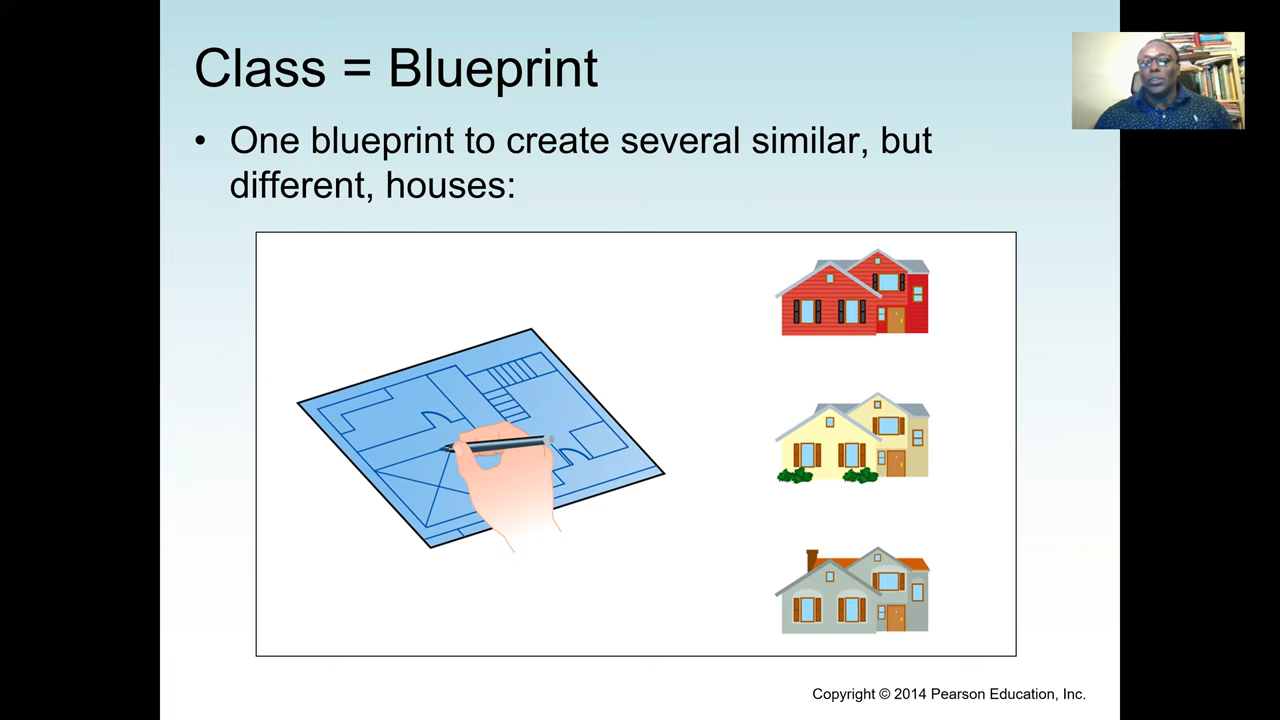 Class = Blueprint
• One blueprint to create several similar, but
different, houses:
Copyright © 2014 Pearson Education, Inc.